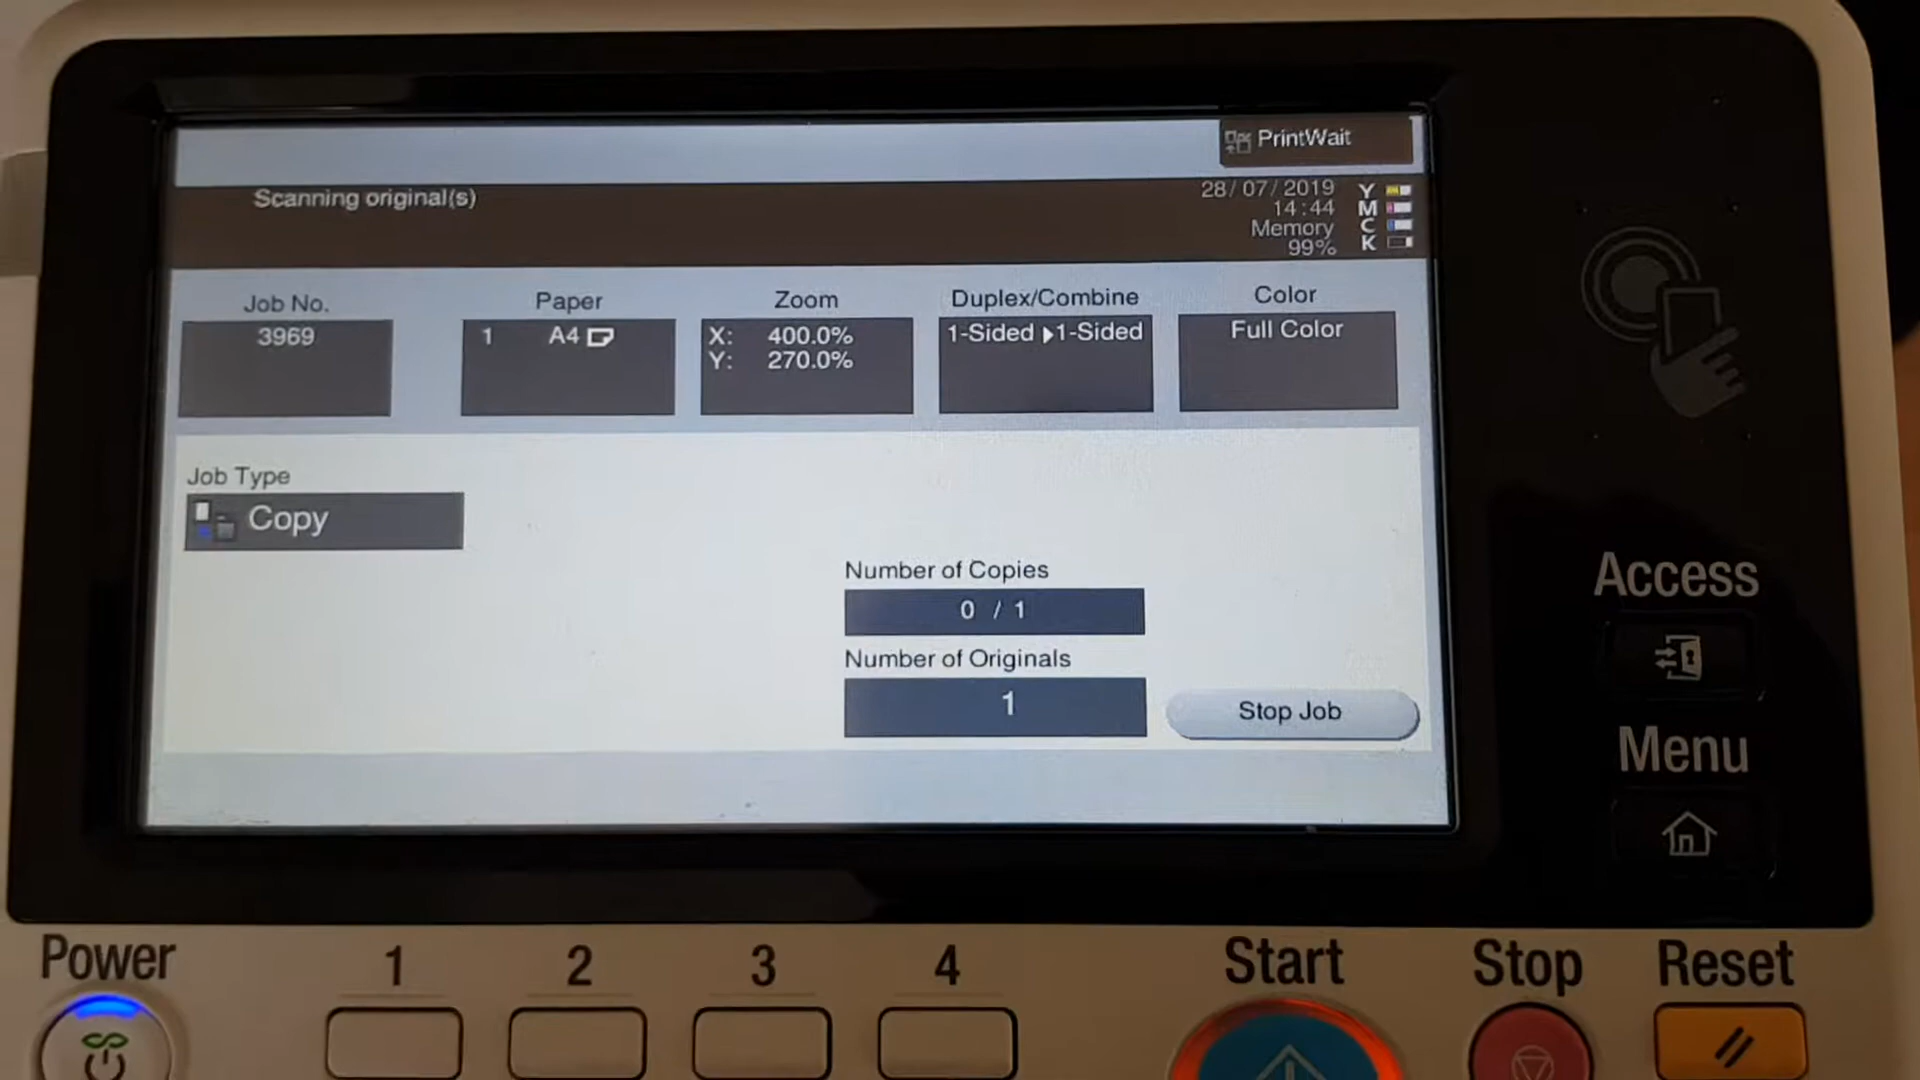 PrintWait
Scanning original(s)
28/07/2019
14:44
Memory
99%
Y
M
C
K
Job No.
3969
Paper
1 A4
Zoom
X: 400.0%
Y: 270.0%
Duplex/Combine
1-Sided ▶1-Sided
Color
Full Color
Job Type
Copy
Number of Copies
0 / 1
Number of Originals
1
Stop Job
Access
Menu
Power
1
2
3
4
Start
Stop
Reset